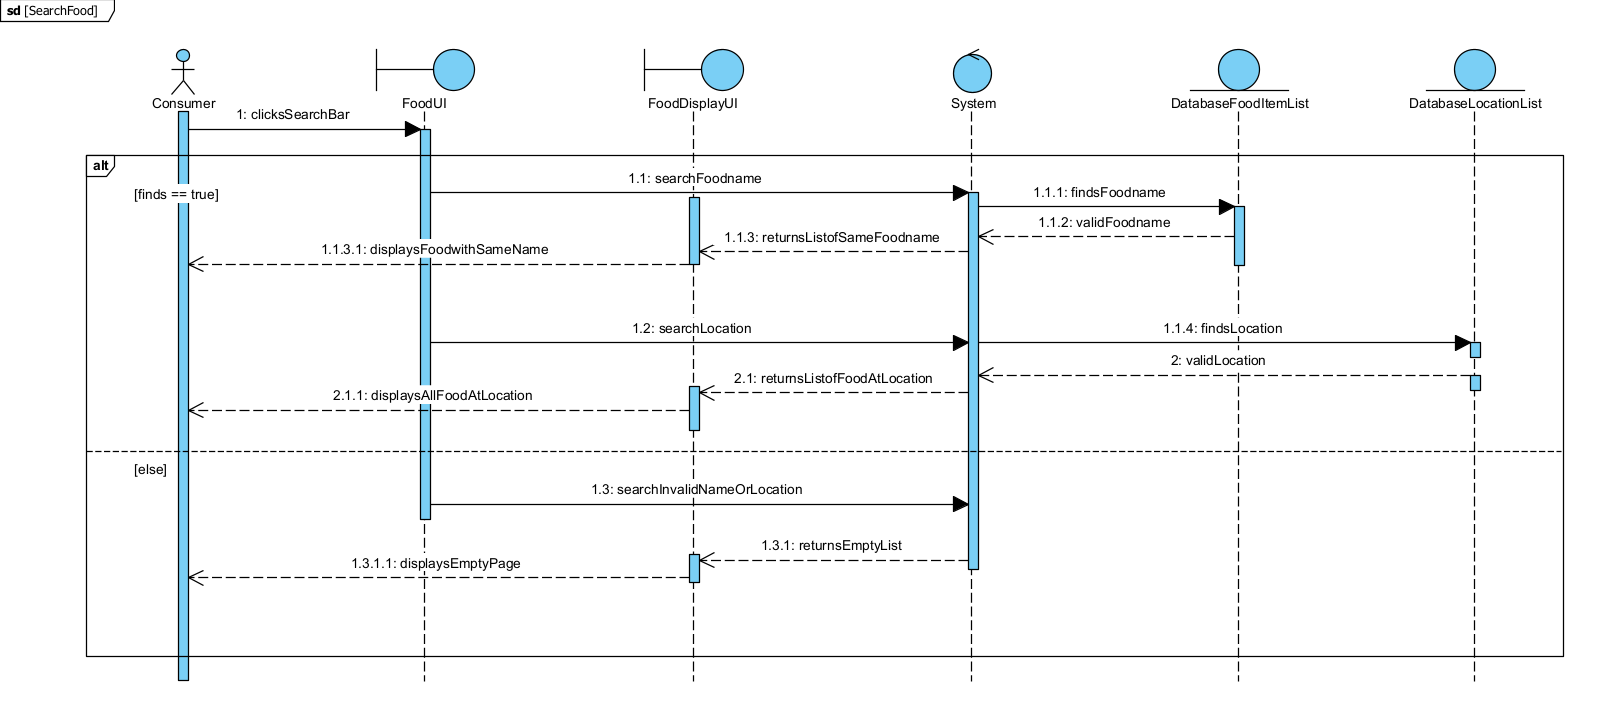 sd [SearchFood]
Consumer
FoodUI
FoodDisplayUI
System
DatabaseFoodItemList
DatabaseLocationList
1: clicksSearchBar
alt
[finds == true]
1.1: searchFoodname
1.1.1: findsFoodname
1.1.2: validFoodname
1.1.3: returnsListofSameFoodname
1.1.3.1: displaysFoodwithSameName
1.2: searchLocation
1.1.4: findsLocation
2: validLocation
2.1: returnsListofFoodAtLocation
2.1.1: displaysAllFoodAtLocation
[else]
1.3: searchInvalidNameOrLocation
1.3.1: returnsEmptyList
1.3.1.1: displaysEmptyPage